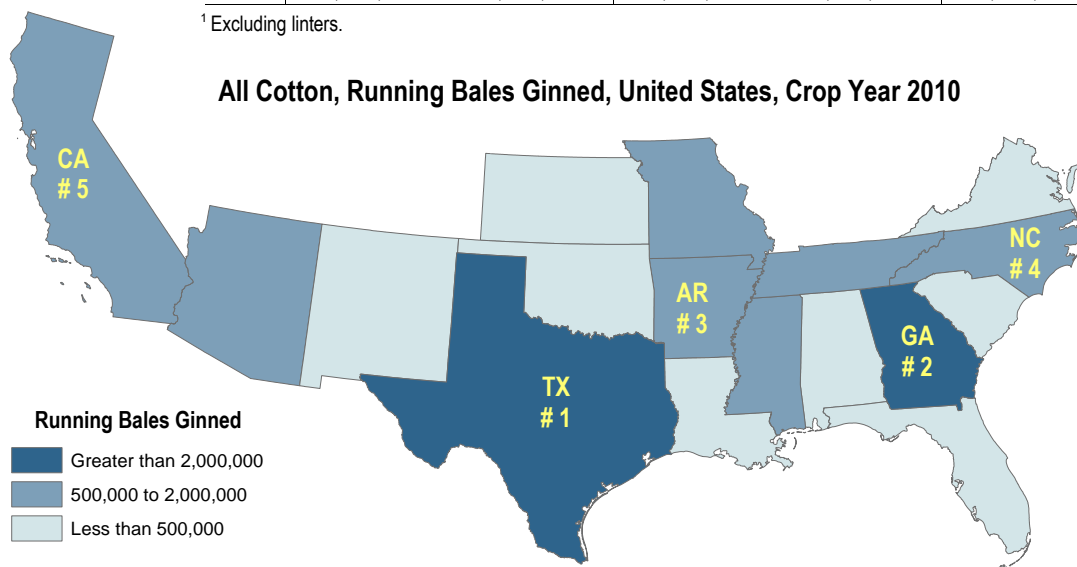 ¹ Excluding linters.
All Cotton, Running Bales Ginned, United States, Crop Year 2010
CA
# 5
NC
# 4
AR
# 3
GA
# 2
TX
# 1
Running Bales Ginned
Greater than 2,000,000
500,000 to 2,000,000
Less than 500,000